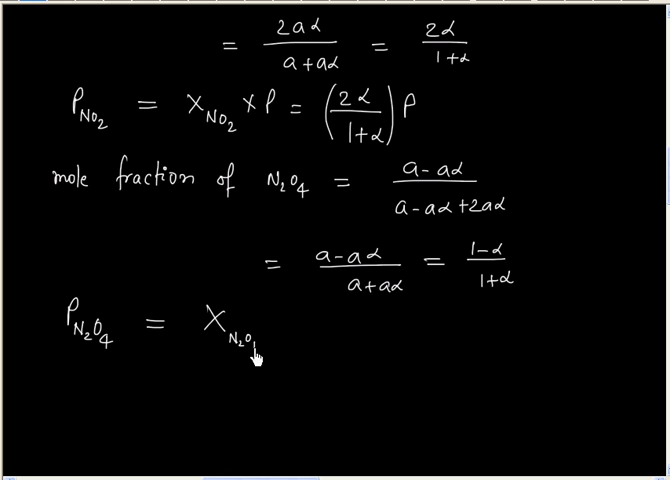 = 2aα / a+aα = 2α / 1+α
P_NO₂ = X_NO₂ × P = (2α / 1+α) P
mole fraction of N₂O₄ = a-aα / a-aα+2aα
= a-aα / a+aα = 1-α / 1+α
P_N₂O₄ = X_N₂O